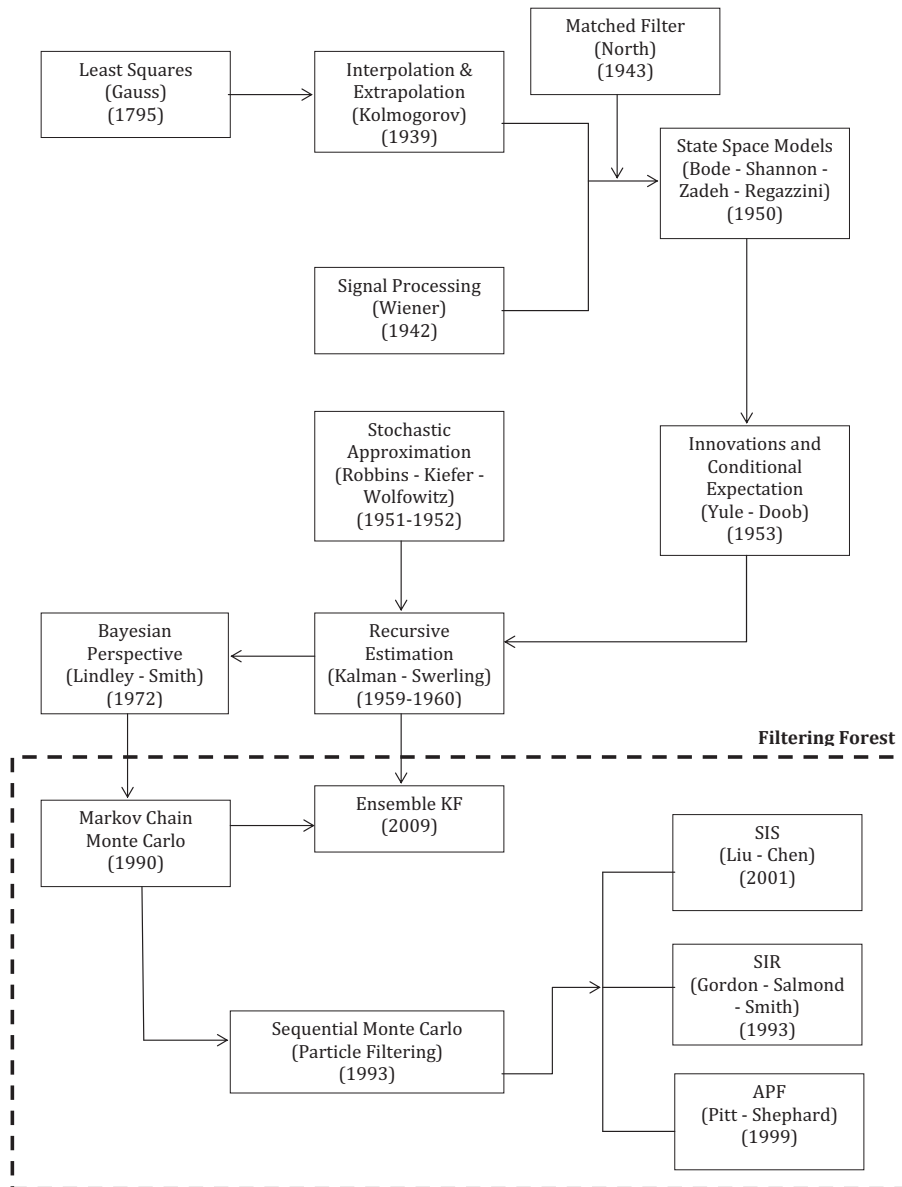 Matched Filter
(North)
(1943)
Least Squares
(Gauss)
(1795)
Interpolation &
Extrapolation
(Kolmogorov)
(1939)
State Space Models
(Bode - Shannon -
Zadeh - Regazzini)
(1950)
Signal Processing
(Wiener)
(1942)
Stochastic
Approximation
(Robbins - Kiefer -
Wolfowitz)
(1951-1952)
Innovations and
Conditional
Expectation
(Yule - Doob)
(1953)
Bayesian
Perspective
(Lindley - Smith)
(1972)
Recursive
Estimation
(Kalman - Swerling)
(1959-1960)
Filtering Forest
Markov Chain
Monte Carlo
(1990)
Ensemble KF
(2009)
SIS
(Liu - Chen)
(2001)
SIR
(Gordon - Salmond
- Smith)
(1993)
Sequential Monte Carlo
(Particle Filtering)
(1993)
APF
(Pitt - Shephard)
(1999)